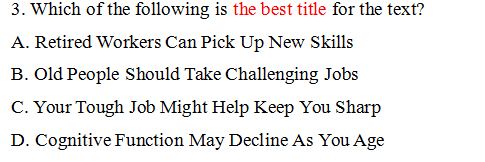 3. Which of the following is the best title for the text?
A. Retired Workers Can Pick Up New Skills
B. Old People Should Take Challenging Jobs
C. Your Tough Job Might Help Keep You Sharp
D. Cognitive Function May Decline As You Age